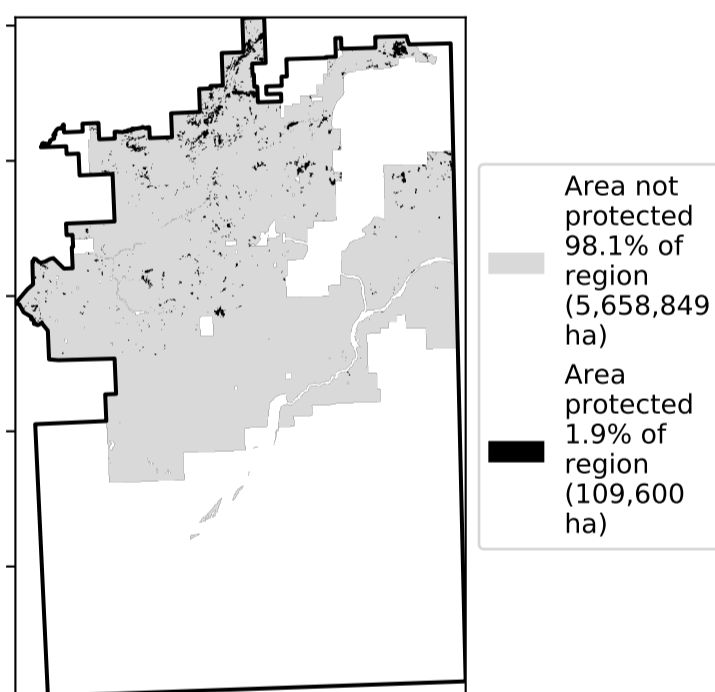 Area not
protected
98.1% of
region
(5,658,849
ha)
Area
protected
1.9% of
region
(109,600
ha)